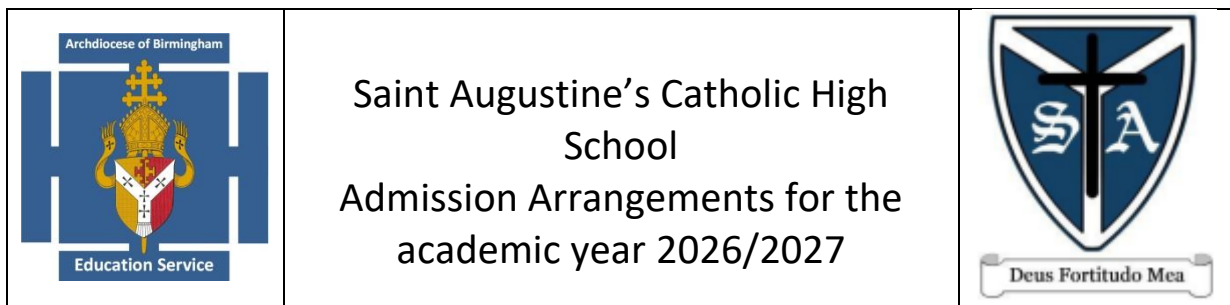 Archdiocese of Birmingham
Education Service
Saint Augustine’s Catholic High
School
Admission Arrangements for the
academic year 2026/2027
S A
Deus Fortitudo Mea